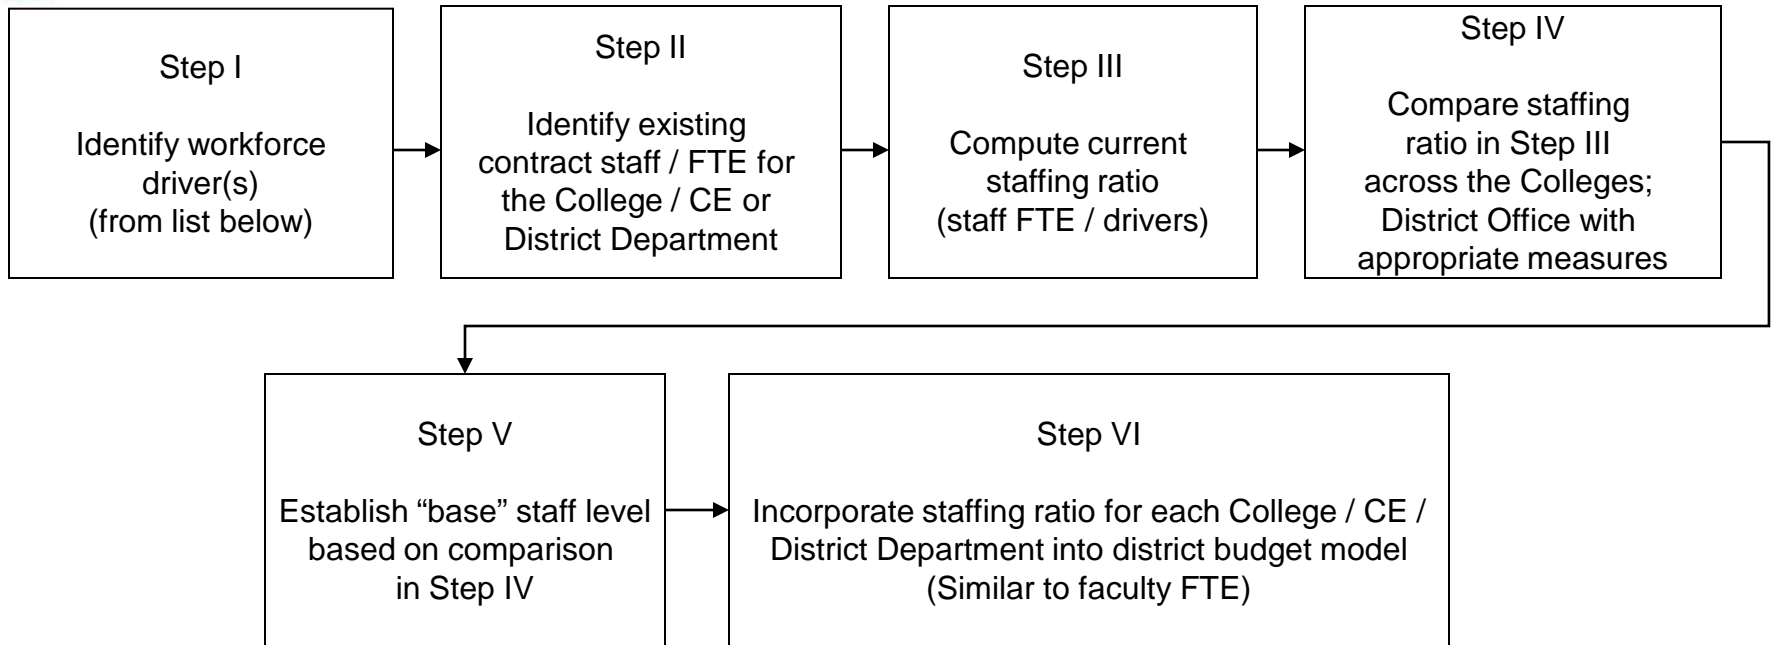 Step I
Identify workforce
driver(s)
(from list below)
Step II
Identify existing
contract staff / FTE for
the College / CE or
District Department
Step III
Compute current
staffing ratio
(staff FTE / drivers)
Step IV
Compare staffing
ratio in Step III
across the Colleges;
District Office with
appropriate measures
Step V
Establish “base” staff level
based on comparison
in Step IV
Step VI
Incorporate staffing ratio for each College / CE /
District Department into district budget model
(Similar to faculty FTE)